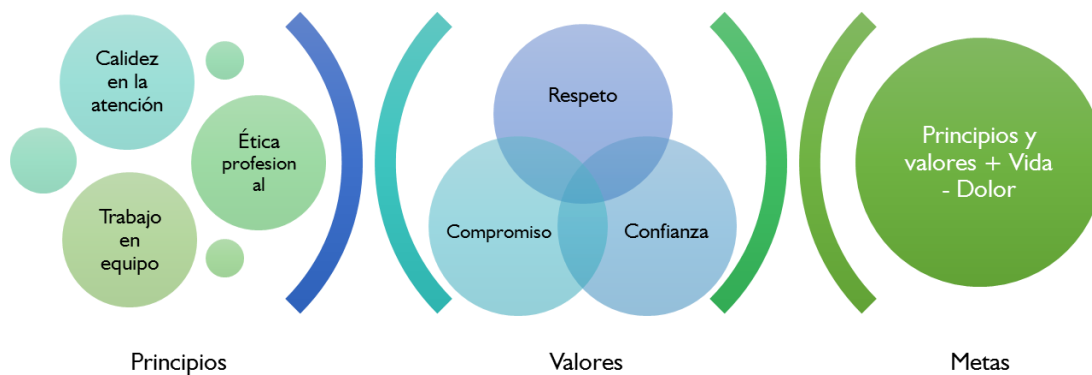 Calidez
en la
atención
Ética
profesion
al
Trabajo
en
equipo
Principios
Respeto
Compromiso
Confianza
Valores
Principios y
valores + Vida
- Dolor
Metas